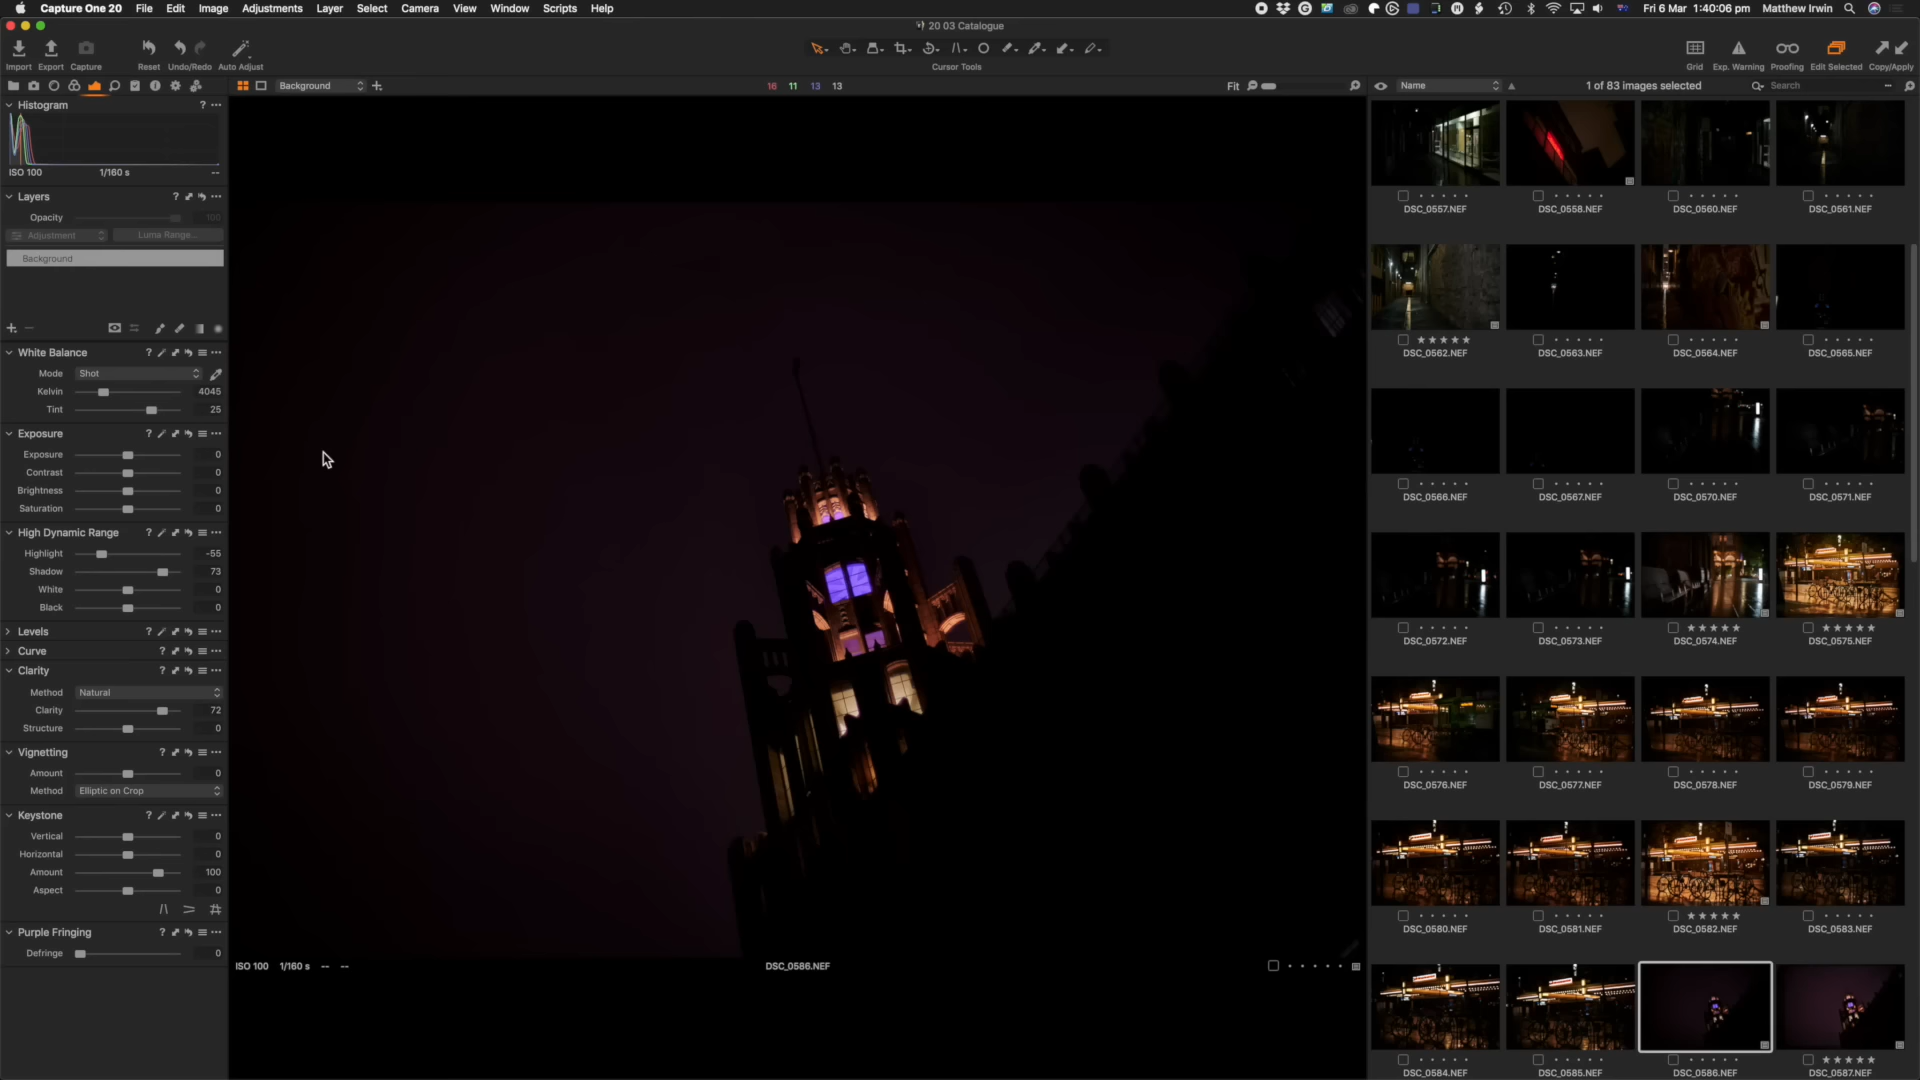 Capture One 20 File Edit Image Adjustments Layer Select Camera View Window Scripts Help Fri 6 Mar 1:40:06 pm Matthew Irwin
20 03 Catalogue
Import Export Capture Reset Undo/Redo Auto Adjust Cursor Tools Grid Exp. Warning Proofing Edit Selected Copy/Apply
Background 16 11 13 13 Fit Name 1 of 83 images selected Search
Histogram
ISO 100 1/160 s --
Layers
Opacity 100
Adjustment Luma Range...
Background
White Balance
Mode Shot
Kelvin 4045
Tint 25
Exposure
Exposure 0
Contrast 0
Brightness 0
Saturation 0
High Dynamic Range
Highlight -55
Shadow 73
White 0
Black 0
Levels
Curve
Clarity
Method Natural
Clarity 72
Structure 0
Vignetting
Amount 0
Method Elliptic on Crop
Keystone
Vertical 0
Horizontal 0
Amount 100
Aspect 0
Purple Fringing
Defringe 0
ISO 100 1/160 s -- --
DSC_0586.NEF
DSC_0557.NEF DSC_0558.NEF DSC_0560.NEF DSC_0561.NEF
DSC_0562.NEF DSC_0563.NEF DSC_0564.NEF DSC_0565.NEF
DSC_0566.NEF DSC_0567.NEF DSC_0570.NEF DSC_0571.NEF
DSC_0572.NEF DSC_0573.NEF DSC_0574.NEF DSC_0575.NEF
DSC_0576.NEF DSC_0577.NEF DSC_0578.NEF DSC_0579.NEF
DSC_0580.NEF DSC_0581.NEF DSC_0582.NEF DSC_0583.NEF
DSC_0584.NEF DSC_0585.NEF DSC_0586.NEF DSC_0587.NEF